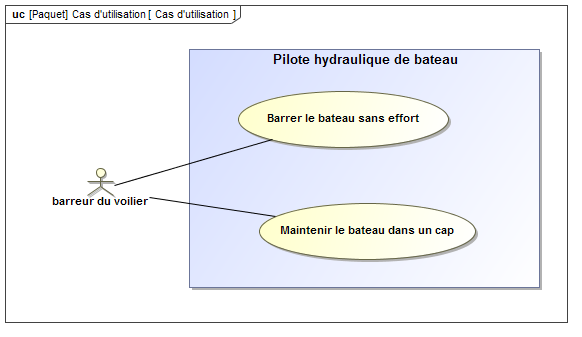 uc [Paquet] Cas d'utilisation [ Cas d'utilisation ]
Pilote hydraulique de bateau
Barrer le bateau sans effort
barreur du voilier
Maintenir le bateau dans un cap